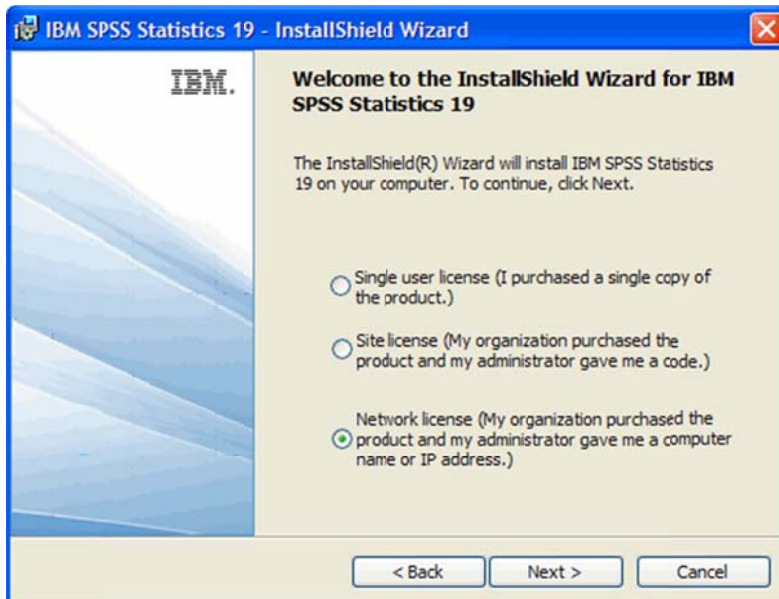 IBM SPSS Statistics 19 - InstallShield Wizard
IBM.
Welcome to the InstallShield Wizard for IBM
SPSS Statistics 19
The InstallShield(R) Wizard will install IBM SPSS Statistics
19 on your computer. To continue, click Next.
Single user license (I purchased a single copy of
the product.)
Site license (My organization purchased the
product and my administrator gave me a code.)
Network license (My organization purchased the
product and my administrator gave me a computer
name or IP address.)
< Back
Next >
Cancel